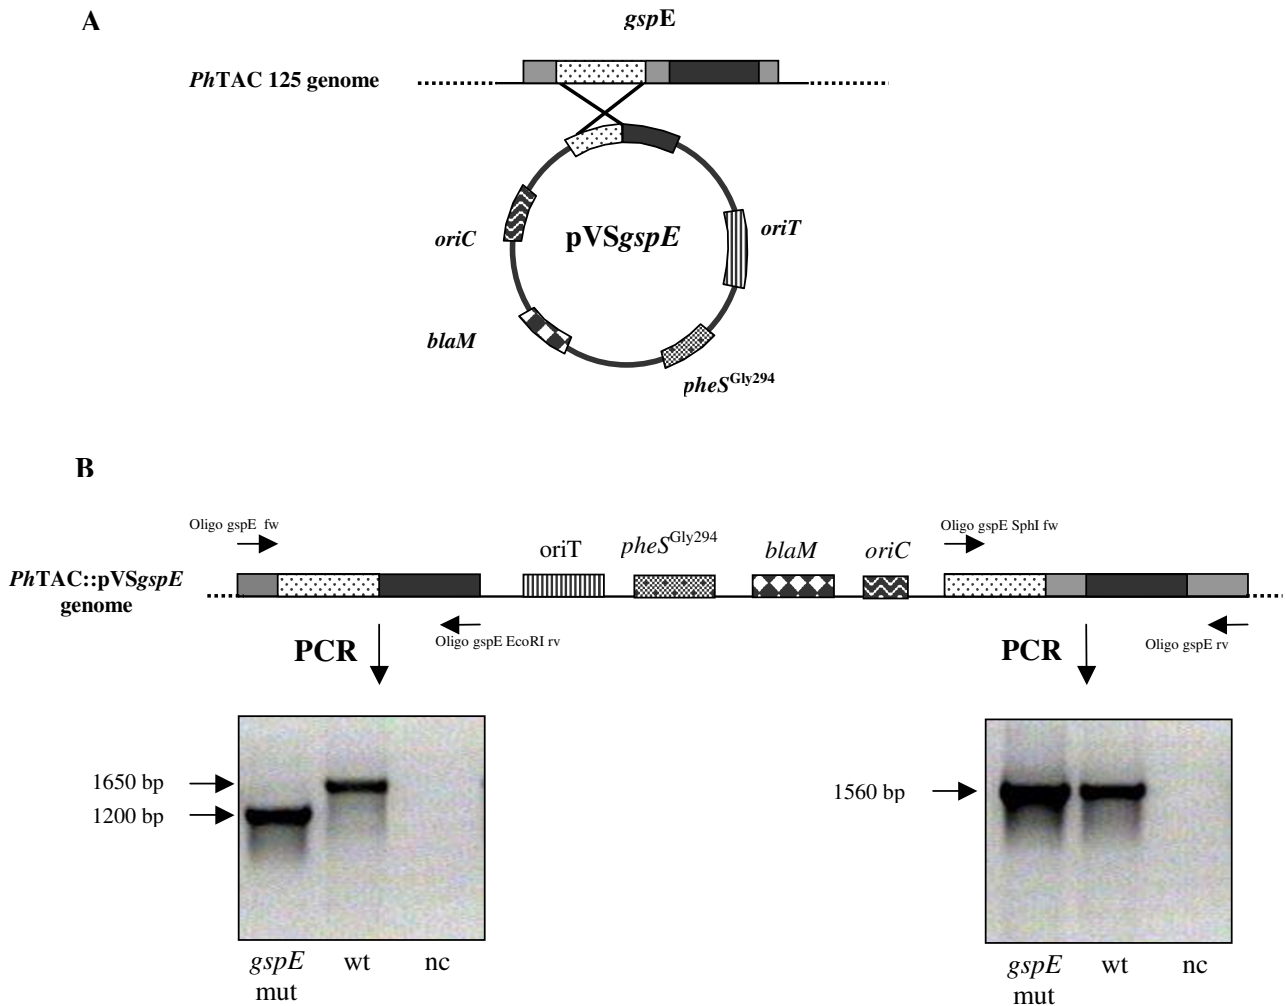 A
gspE
PhTAC 125 genome
oriC
pVSgspE
oriT
blaM
pheSGly294
B
Oligo gspE fw
oriT
pheSGly294
blaM
oriC
Oligo gspE SphI fw
PhTAC::pVSgspE
genome
PCR
Oligo gspE EcoRI rv
PCR
Oligo gspE rv
1650 bp
1200 bp
1560 bp
gspE
mut
wt
nc
gspE
mut
wt
nc